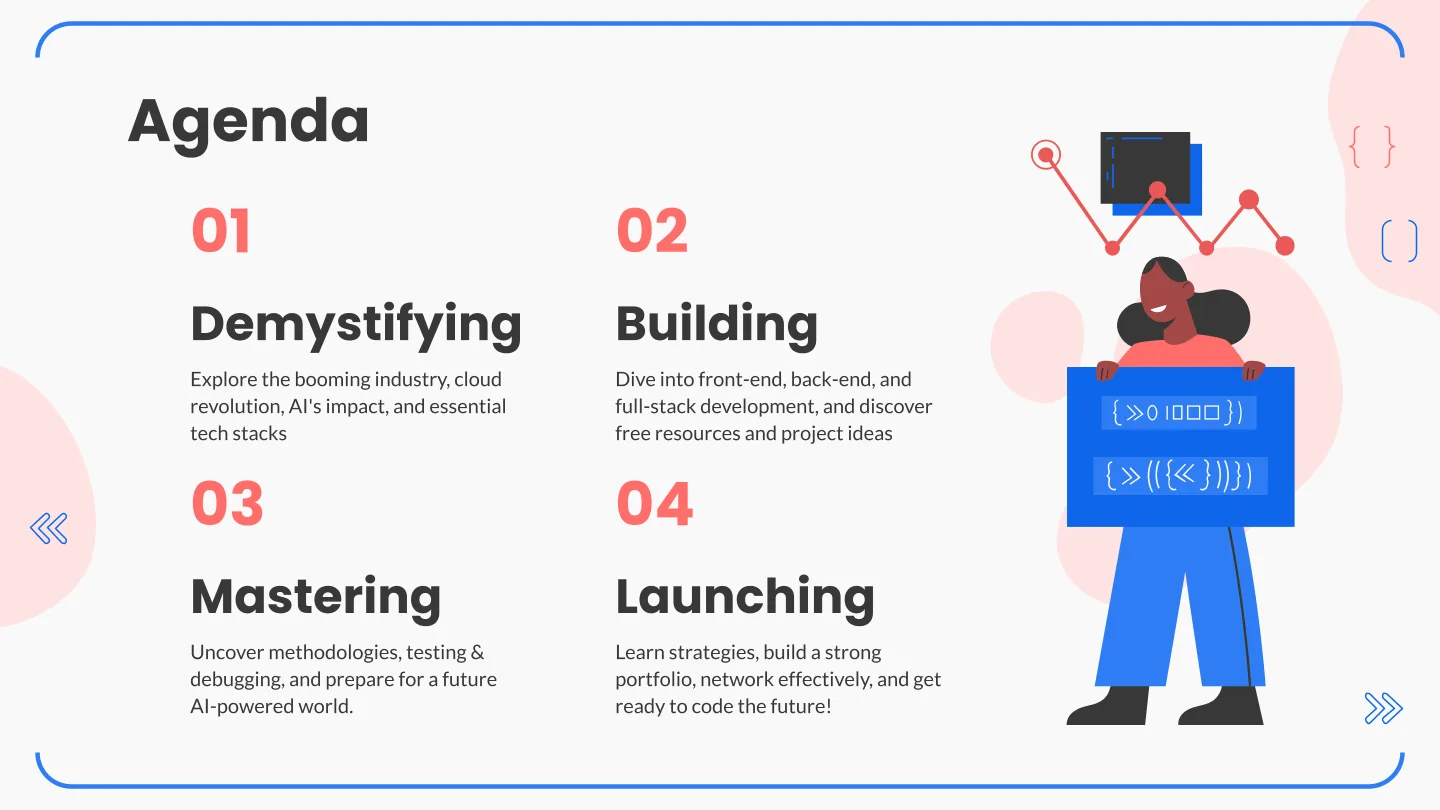 Agenda
01
Demystifying
Explore the booming industry, cloud
revolution, AI's impact, and essential
tech stacks
02
Building
Dive into front-end, back-end, and
full-stack development, and discover
free resources and project ideas
03
Mastering
Uncover methodologies, testing &
debugging, and prepare for a future
AI-powered world.
04
Launching
Learn strategies, build a strong
portfolio, network effectively, and get
ready to code the future!